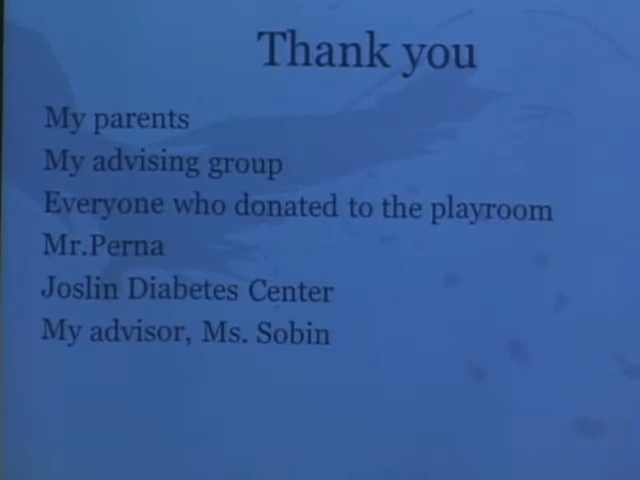 Thank you
My parents
My advising group
Everyone who donated to the playroom
Mr.Perna
Joslin Diabetes Center
My advisor, Ms. Sobin